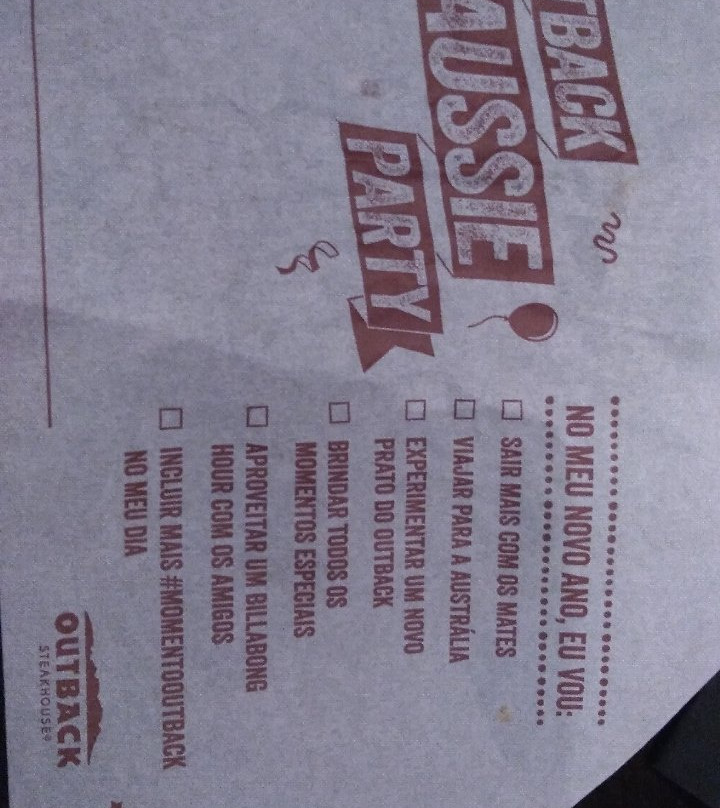 TBACK
AUSSIE
PARTY
NO MEU NOVO ANO, EU VOU:
SAIR MAIS COM OS MATES
VIAJAR PARA A AUSTRÁLIA
EXPERIMENTAR UM NOVO
PRATO DO OUTBACK
BRINDAR TODOS OS
MOMENTOS ESPECIAIS
APROVEITAR UM BILLABONG
HOUR COM OS AMIGOS
INCLUIR MAIS #MOMENTOOUTBACK
NO MEU DIA
OUTBACK
STEAKHOUSE®